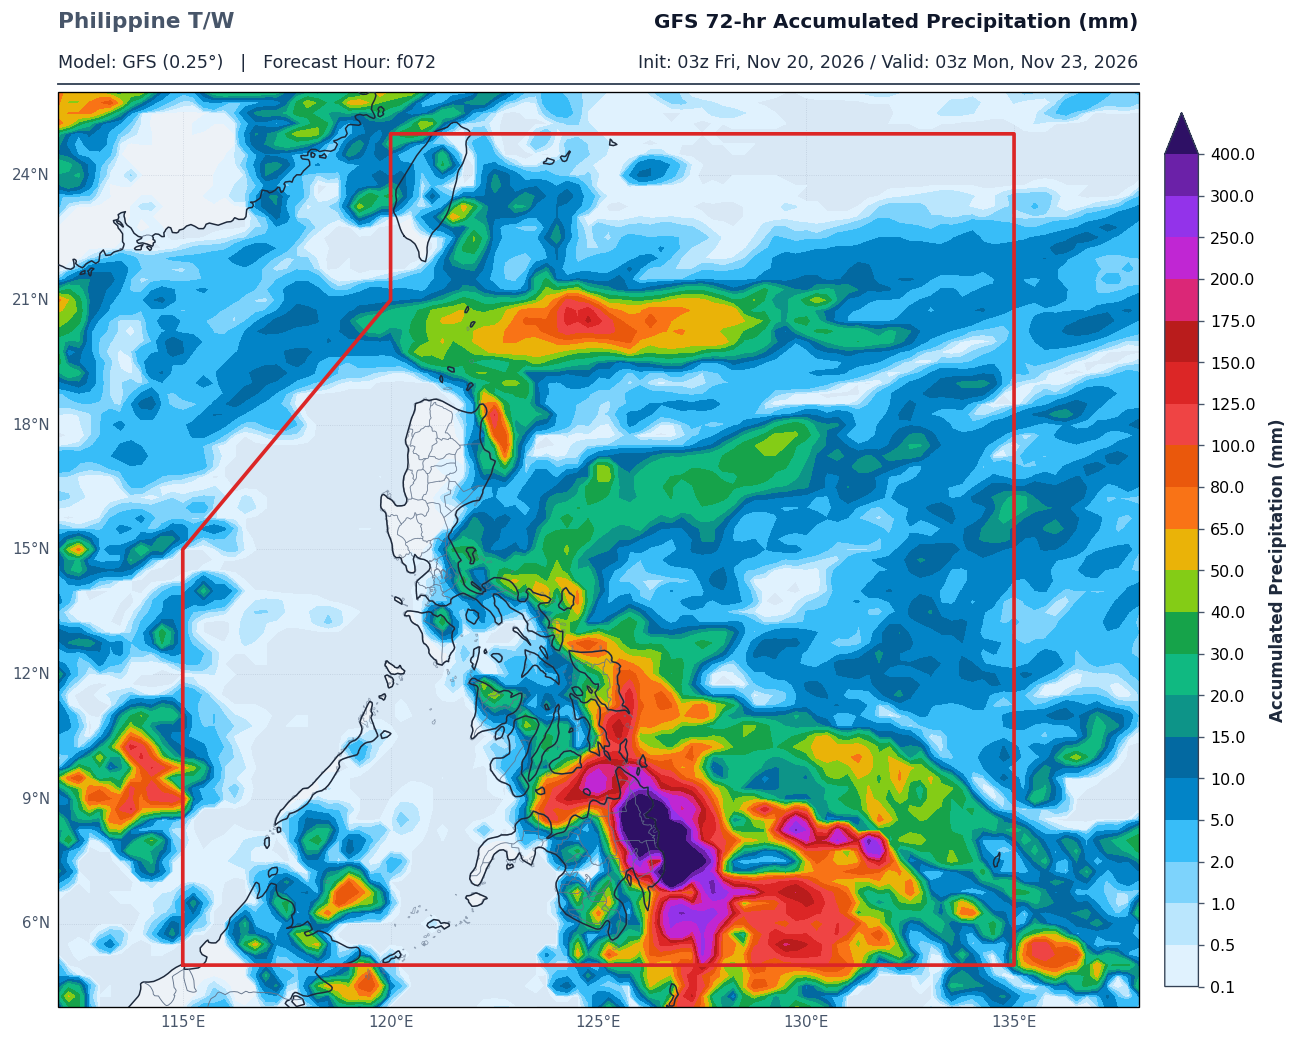 Philippine T/W
GFS 72-hr Accumulated Precipitation (mm)
Model: GFS (0.25°)   |   Forecast Hour: f072
Init: 03z Fri, Nov 20, 2026 / Valid: 03z Mon, Nov 23, 2026
24°N
21°N
18°N
15°N
12°N
9°N
6°N
115°E
120°E
125°E
130°E
135°E
400.0
300.0
250.0
200.0
175.0
150.0
125.0
100.0
80.0
65.0
50.0
40.0
30.0
20.0
15.0
10.0
5.0
2.0
1.0
0.5
0.1
Accumulated Precipitation (mm)